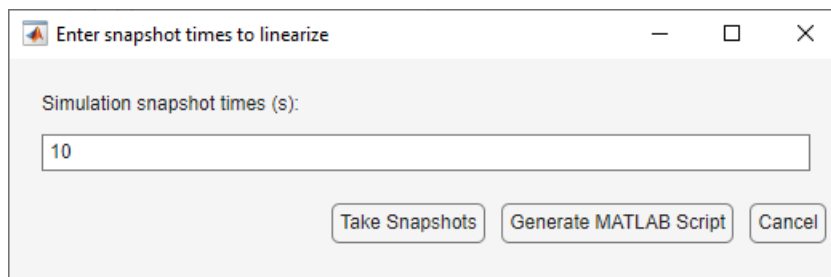 Enter snapshot times to linearize
Simulation snapshot times (s):
10
Take Snapshots Generate MATLAB Script Cancel